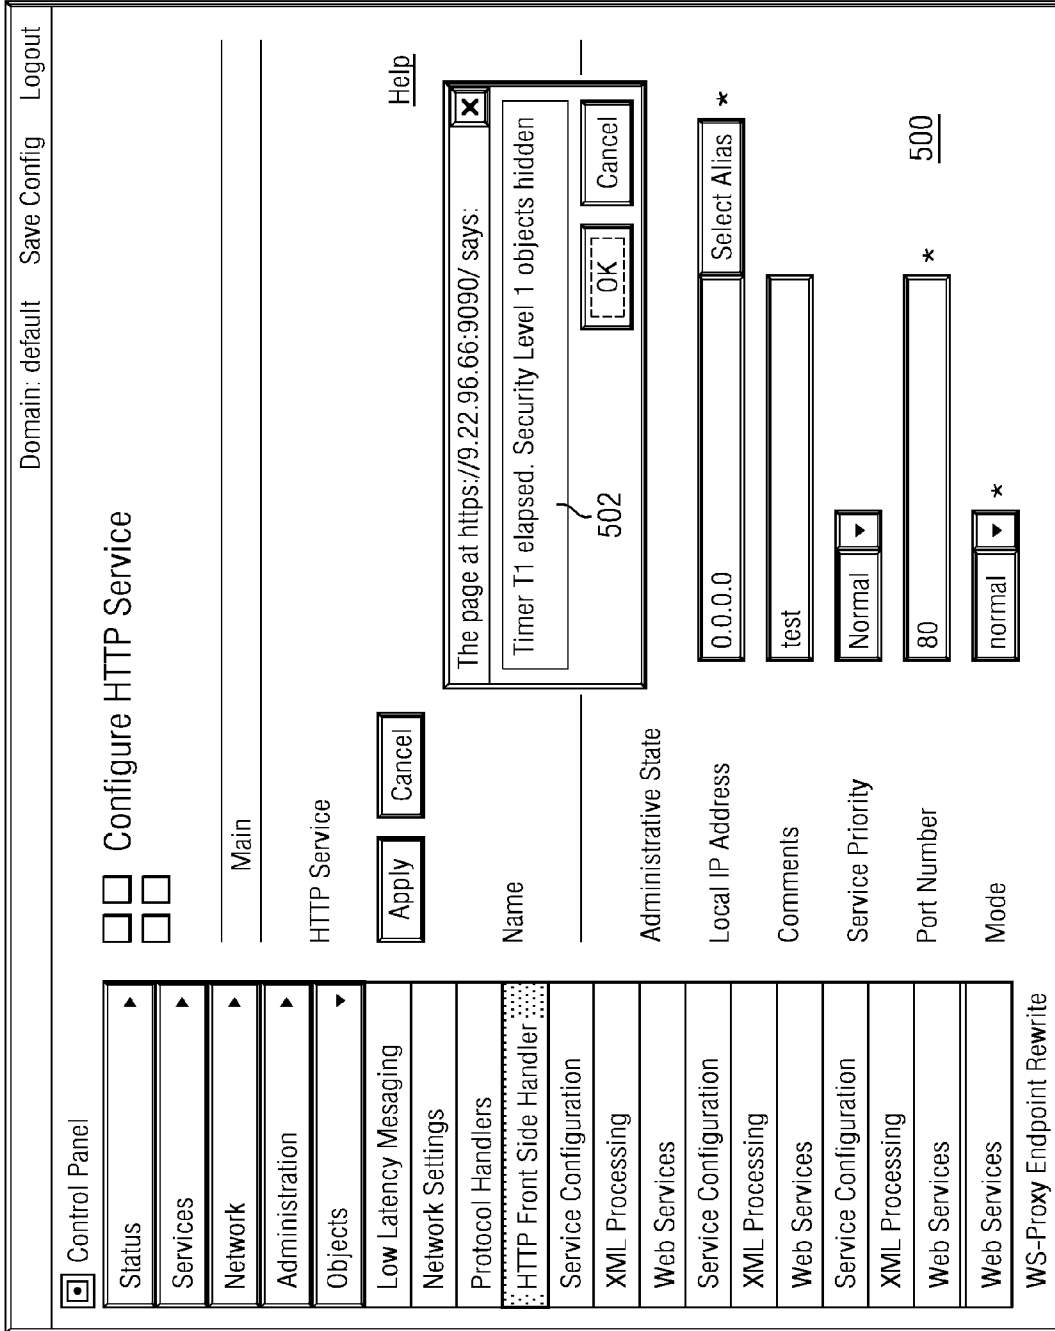 Domain: default Save Config Logout
Control Panel
Status
Services
Network
Administration
Objects
Low Latency Mesaging
Network Settings
Protocol Handlers
HTTP Front Side Handler
Service Configuration
XML Processing
Web Services
Service Configuration
XML Processing
Web Services
Service Configuration
XML Processing
Web Services
Web Services
WS-Proxy Endpoint Rewrite
Configure HTTP Service
Main
HTTP Service
Apply Cancel Help
Name
The page at https://9.22.96.66:9090/ says: X
Timer T1 elapsed. Security Level 1 objects hidden
502
OK Cancel
Administrative State
Local IP Address 0.0.0.0 Select Alias *
Comments test
Service Priority Normal
Port Number 80 *
Mode normal *
500